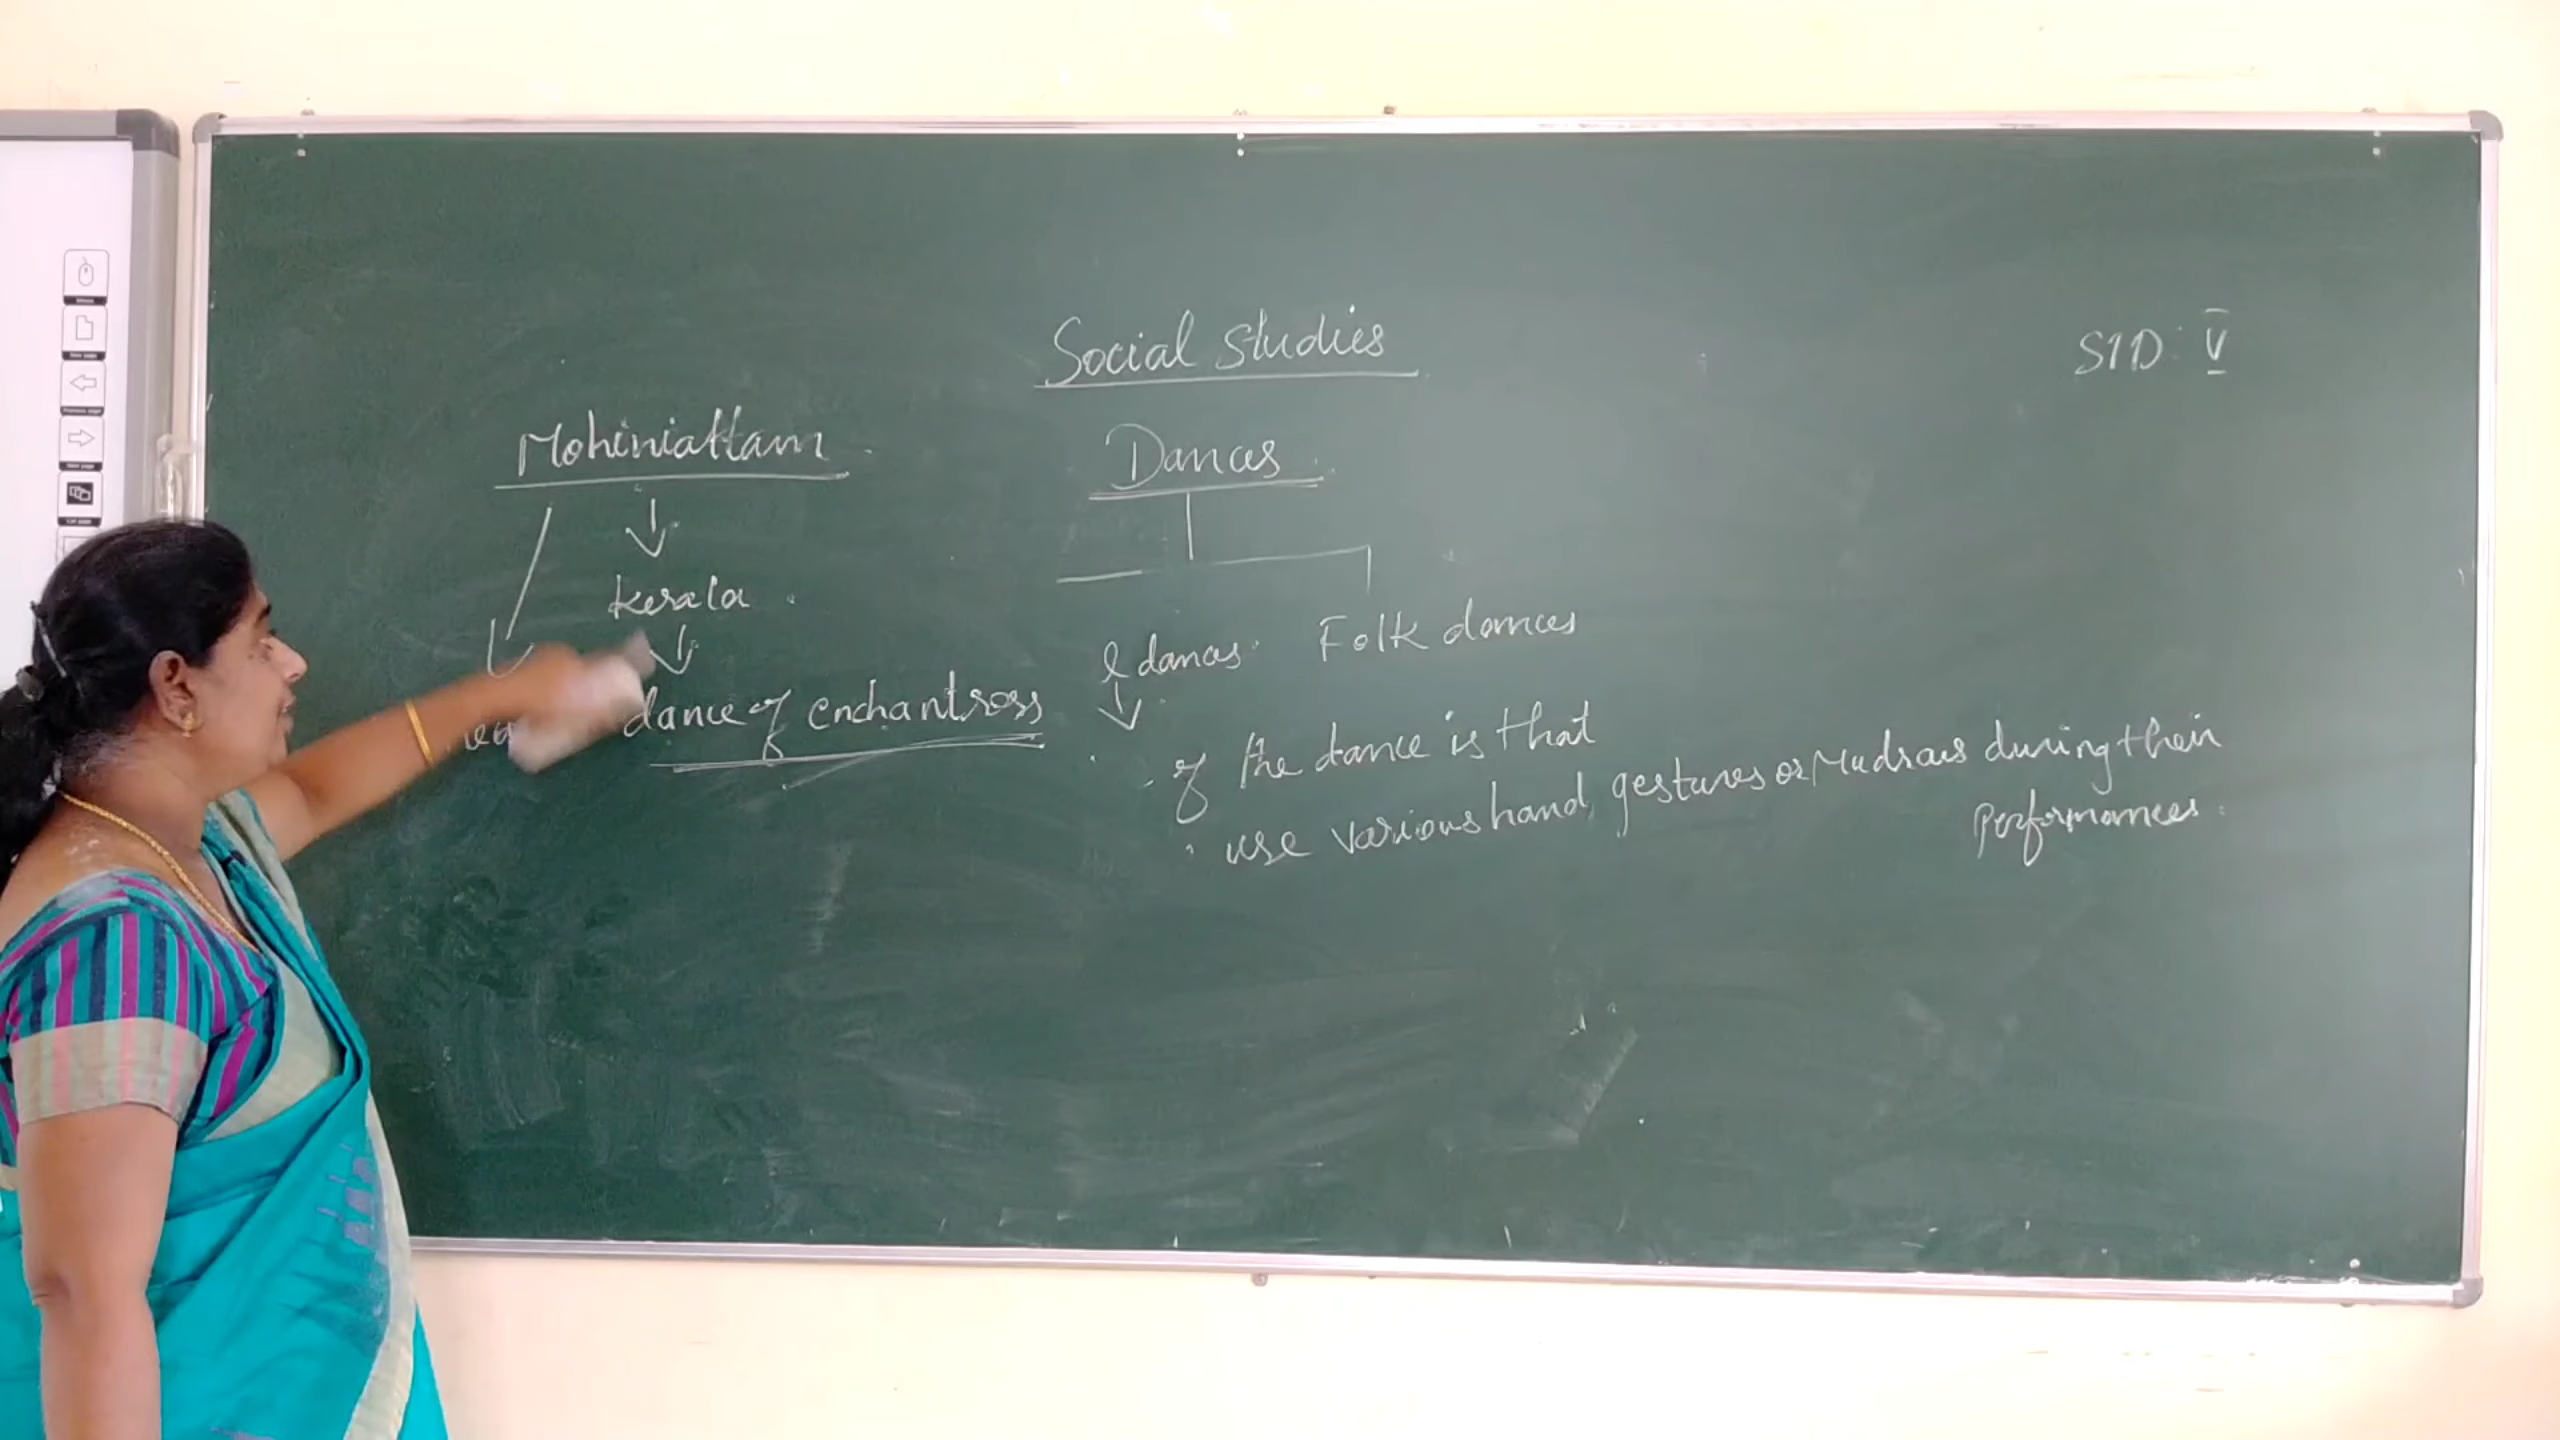 Social Studies
STD: V
Mohiniattam
Dances
Kerala
dances. Folk dances
dance of enchantross
of the dance is that
use various hand, gestures or Mudras during their
performances.